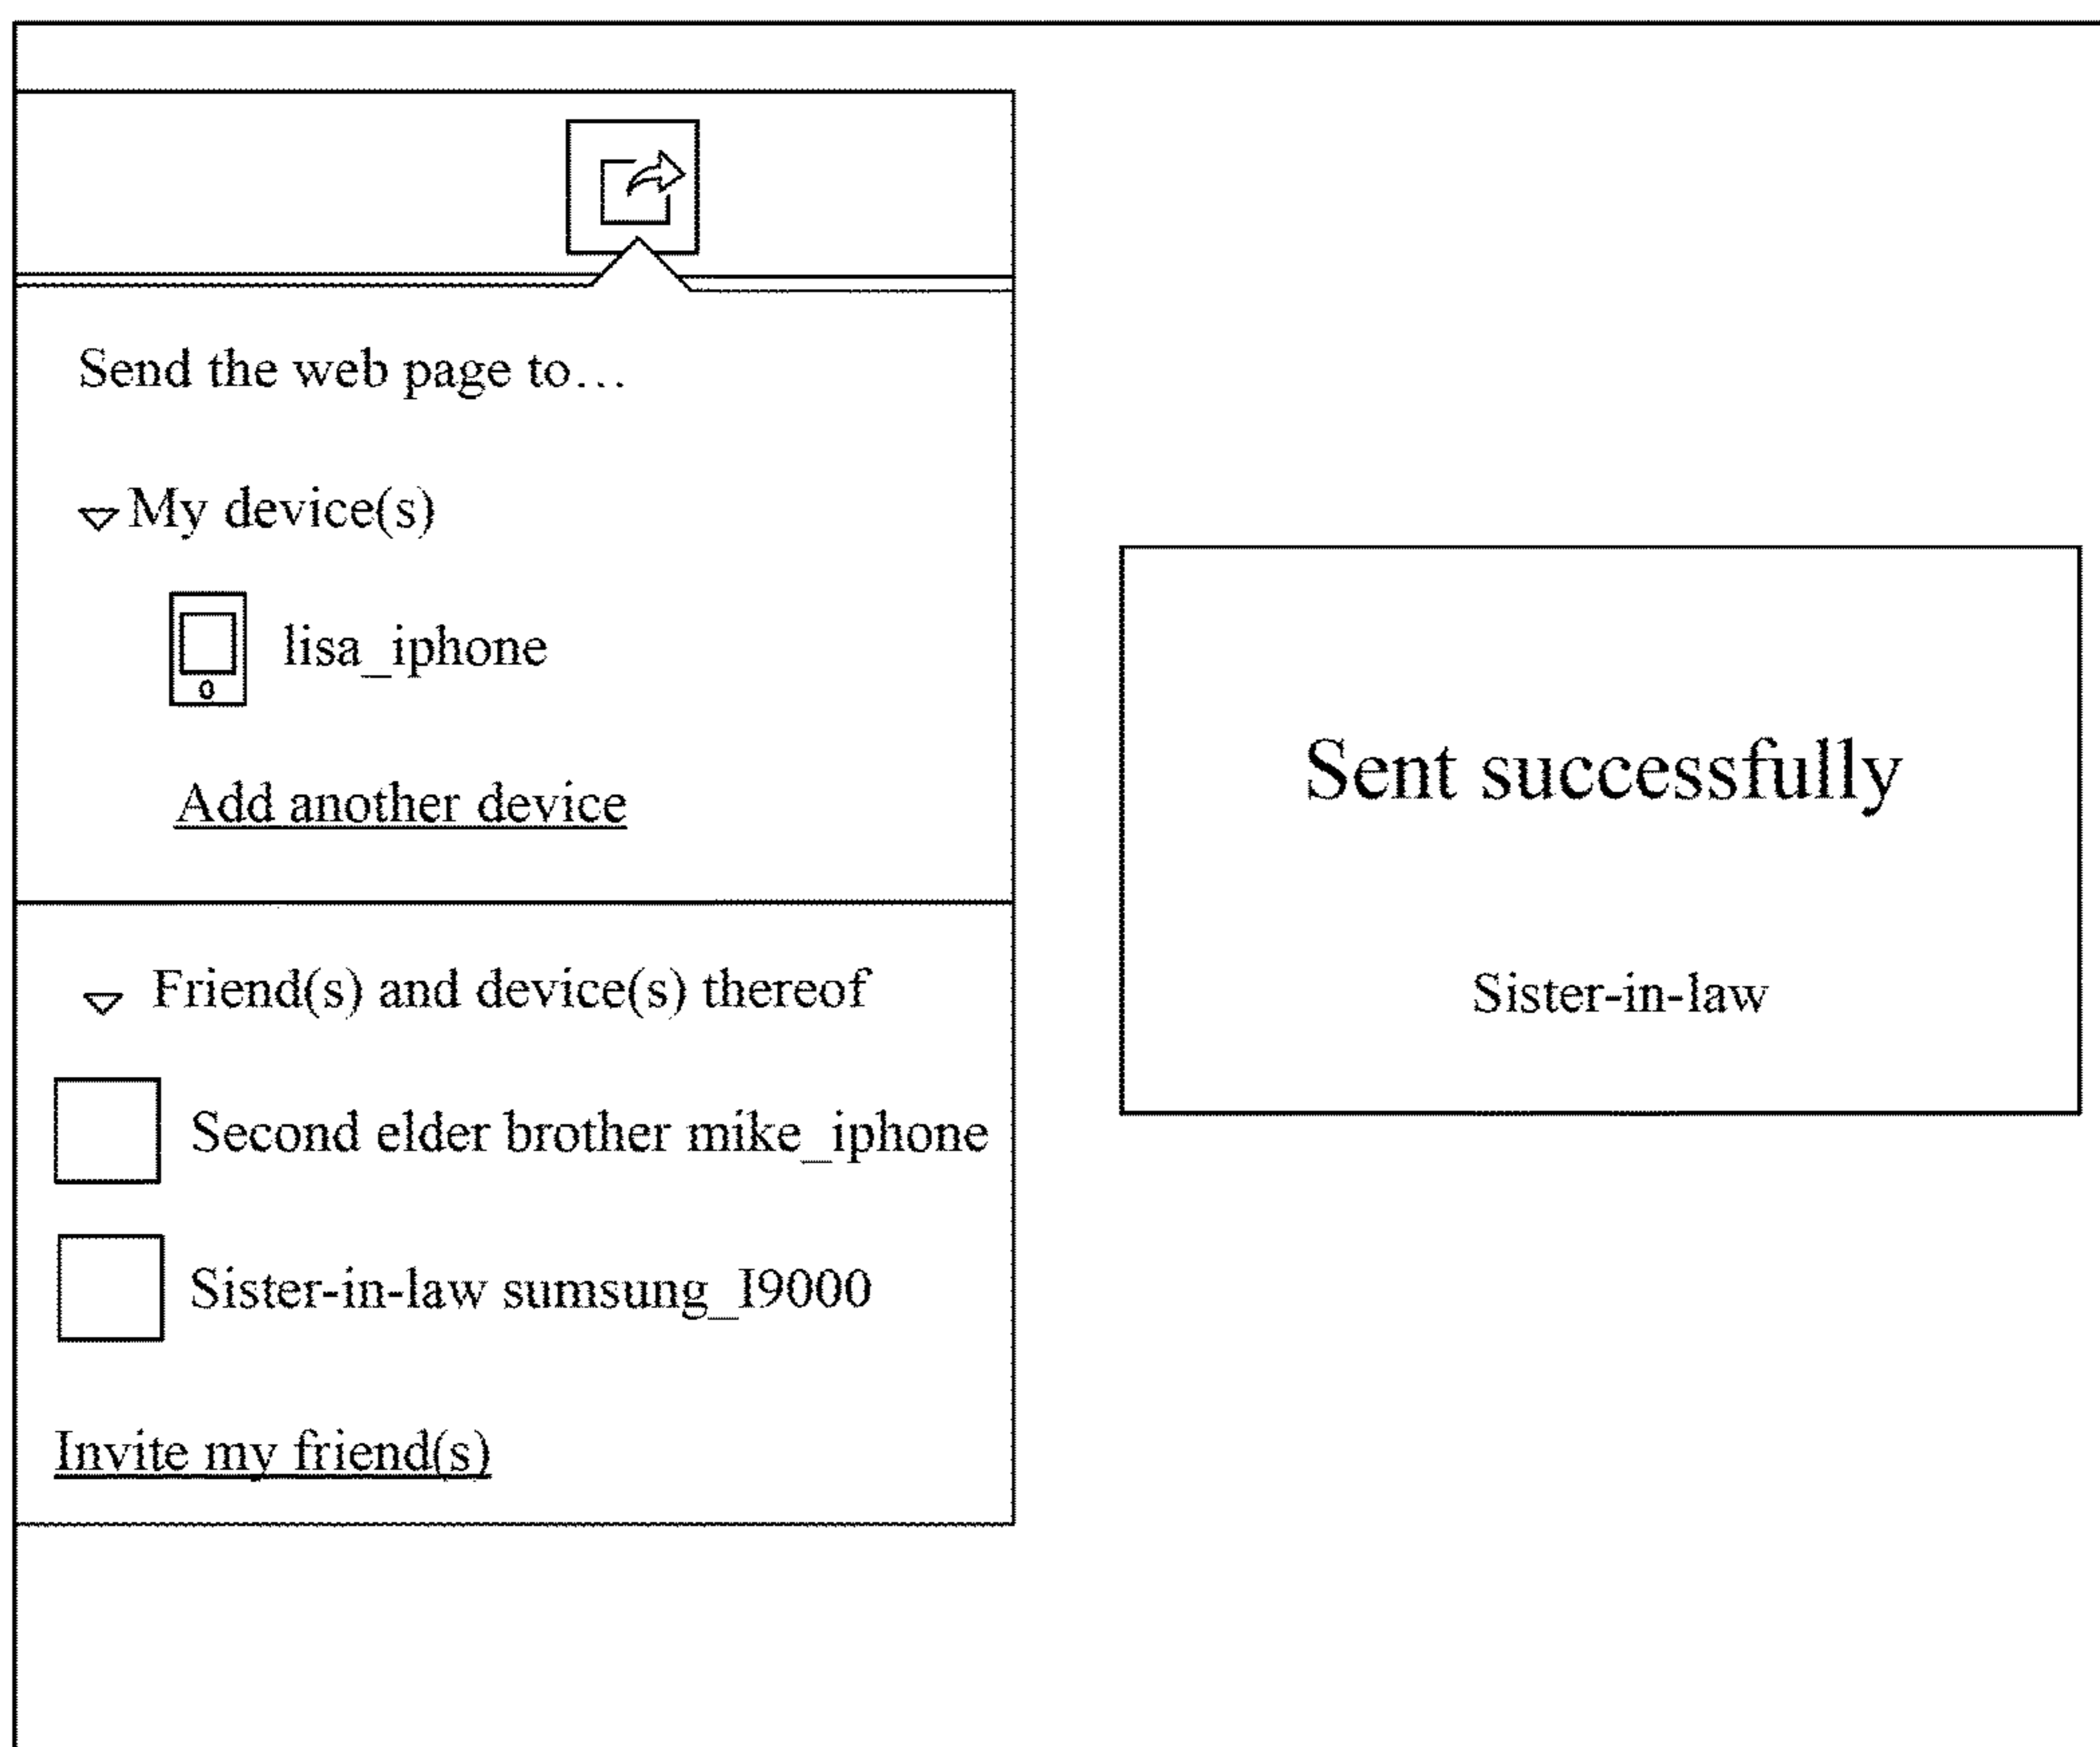 Send the web page to...
My device(s)
lisa_iphone
Add another device
Friend(s) and device(s) thereof
Second elder brother mike_iphone
Sister-in-law sumsung_I9000
Invite my friend(s)
Sent successfully
Sister-in-law